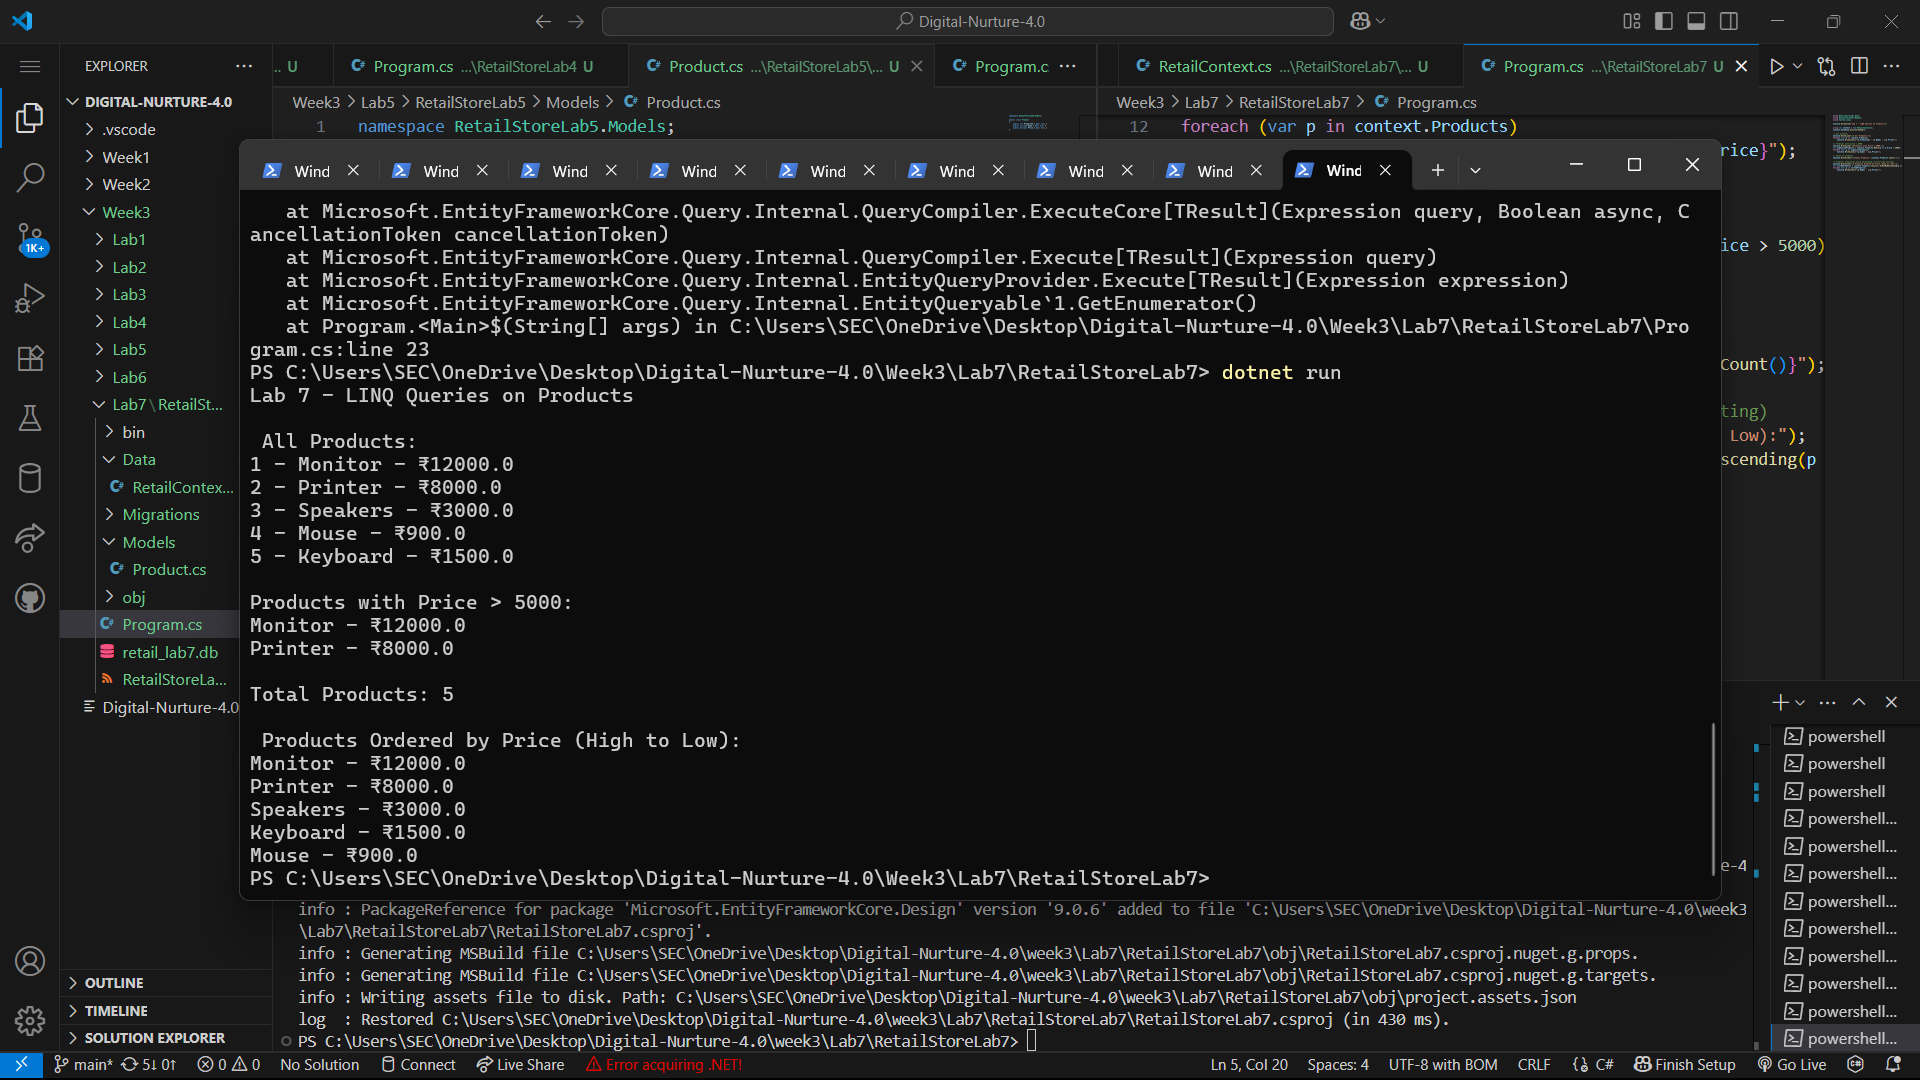 Digital-Nurture-4.0
EXPLORER
.. U
Program.cs ...\RetailStoreLab4 U
Product.cs ...\RetailStoreLab5\... U
Program.c
RetailContext.cs ...\RetailStoreLab7\... U
Program.cs ...\RetailStoreLab7 U
DIGITAL-NURTURE-4.0
Week3 > Lab5 > RetailStoreLab5 > Models > Product.cs
Week3 > Lab7 > RetailStoreLab7 > Program.cs
1 namespace RetailStoreLab5.Models;
12 foreach (var p in context.Products)
rice}");
ice > 5000)
Count()}");
ting)
Low):");
scending(p
.vscode
Week1
Week2
Week3
Lab1
Lab2
Lab3
Lab4
Lab5
Lab6
Lab7\RetailSt...
bin
Data
RetailContex...
Migrations
Models
Product.cs
obj
Program.cs
retail_lab7.db
RetailStoreLa...
Digital-Nurture-4.0
1K+
Wind Wind Wind Wind Wind Wind Wind Wind Wind
at Microsoft.EntityFrameworkCore.Query.Internal.QueryCompiler.ExecuteCore[TResult](Expression query, Boolean async, C
ancellationToken cancellationToken)
at Microsoft.EntityFrameworkCore.Query.Internal.QueryCompiler.Execute[TResult](Expression query)
at Microsoft.EntityFrameworkCore.Query.Internal.EntityQueryProvider.Execute[TResult](Expression expression)
at Microsoft.EntityFrameworkCore.Query.Internal.EntityQueryable`1.GetEnumerator()
at Program.<Main>$(String[] args) in C:\Users\SEC\OneDrive\Desktop\Digital-Nurture-4.0\Week3\Lab7\RetailStoreLab7\Pro
gram.cs:line 23
PS C:\Users\SEC\OneDrive\Desktop\Digital-Nurture-4.0\Week3\Lab7\RetailStoreLab7> dotnet run
Lab 7 - LINQ Queries on Products
All Products:
1 - Monitor - ₹12000.0
2 - Printer - ₹8000.0
3 - Speakers - ₹3000.0
4 - Mouse - ₹900.0
5 - Keyboard - ₹1500.0
Products with Price > 5000:
Monitor - ₹12000.0
Printer - ₹8000.0
Total Products: 5
Products Ordered by Price (High to Low):
Monitor - ₹12000.0
Printer - ₹8000.0
Speakers - ₹3000.0
Keyboard - ₹1500.0
Mouse - ₹900.0
PS C:\Users\SEC\OneDrive\Desktop\Digital-Nurture-4.0\Week3\Lab7\RetailStoreLab7>
e-4
info : PackageReference for package 'Microsoft.EntityFrameworkCore.Design' version '9.0.6' added to file 'C:\Users\SEC\OneDrive\Desktop\Digital-Nurture-4.0\week3
\Lab7\RetailStoreLab7\RetailStoreLab7.csproj'.
info : Generating MSBuild file C:\Users\SEC\OneDrive\Desktop\Digital-Nurture-4.0\week3\Lab7\RetailStoreLab7\obj\RetailStoreLab7.csproj.nuget.g.props.
info : Generating MSBuild file C:\Users\SEC\OneDrive\Desktop\Digital-Nurture-4.0\week3\Lab7\RetailStoreLab7\obj\RetailStoreLab7.csproj.nuget.g.targets.
info : Writing assets file to disk. Path: C:\Users\SEC\OneDrive\Desktop\Digital-Nurture-4.0\week3\Lab7\RetailStoreLab7\obj\project.assets.json
log : Restored C:\Users\SEC\OneDrive\Desktop\Digital-Nurture-4.0\week3\Lab7\RetailStoreLab7\RetailStoreLab7.csproj (in 430 ms).
PS C:\Users\SEC\OneDrive\Desktop\Digital-Nurture-4.0\week3\Lab7\RetailStoreLab7>
powershell
powershell
powershell
powershell...
powershell...
powershell...
powershell...
powershell...
powershell...
powershell...
powershell...
powershell...
OUTLINE
TIMELINE
SOLUTION EXPLORER
main* 5↓ 0↑ 0 0 No Solution Connect Live Share Error acquiring .NET! Ln 5, Col 20 Spaces: 4 UTF-8 with BOM CRLF {} C# Finish Setup Go Live